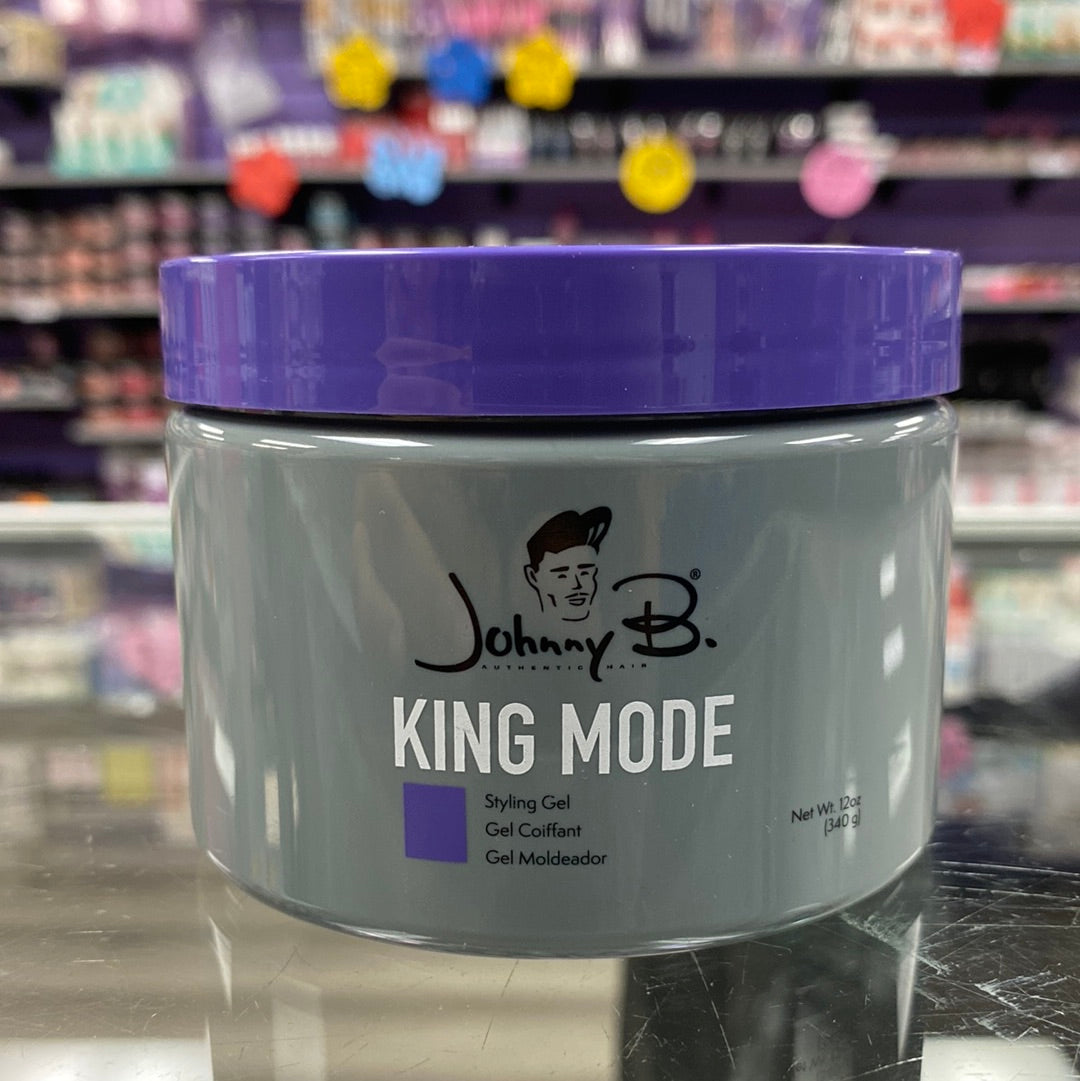 Johnny B.®
AUTHENTIC HAIR
KING MODE
Styling Gel
Gel Coiffant
Gel Moldeador
Net Wt. 12oz
(340 g)